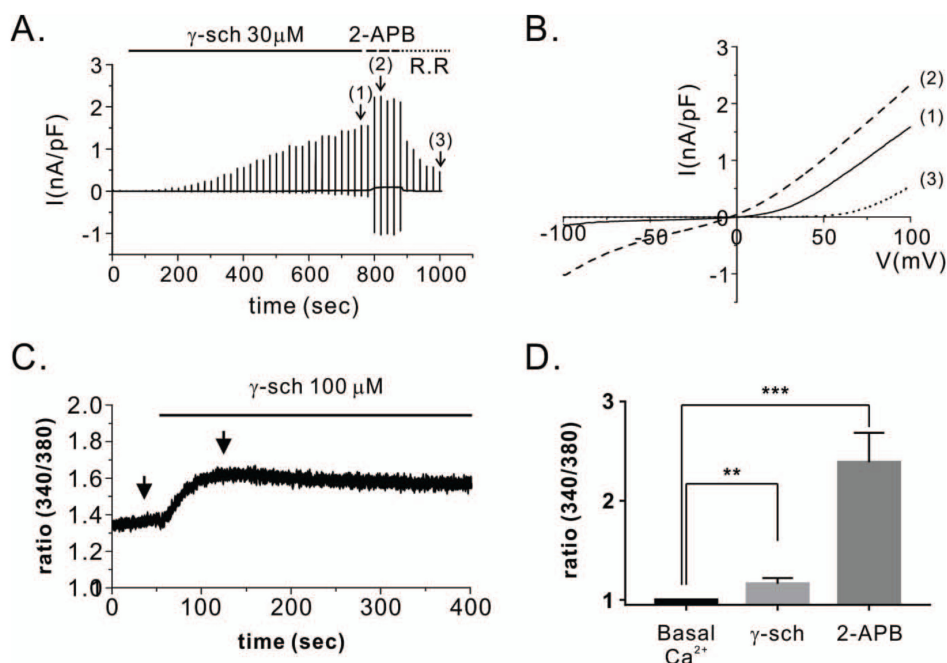 A.
γ-sch 30μM
2-APB
R.R
(1)
(2)
(3)
I(nA/pF)
3
2
1
0
-1
0 200 400 600 800 1000
time (sec)
B.
I(nA/pF)
3
2
1
0
-1
-100 -50 0 50 100
V(mV)
(2)
(1)
(3)
C.
γ-sch 100 μM
ratio (340/380)
2.0
1.8
1.6
1.4
1.2
1.0
0
0 100 200 300 400
time (sec)
D.
***
**
ratio (340/380)
3
2
1
Basal Ca²⁺
γ-sch
2-APB